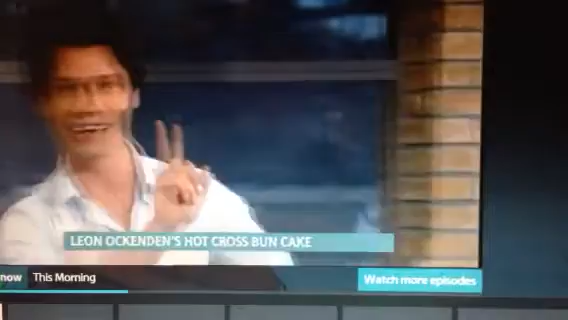 LEON OCKENDEN'S HOT CROSS BUN CAKE
now This Morning
Watch more episodes